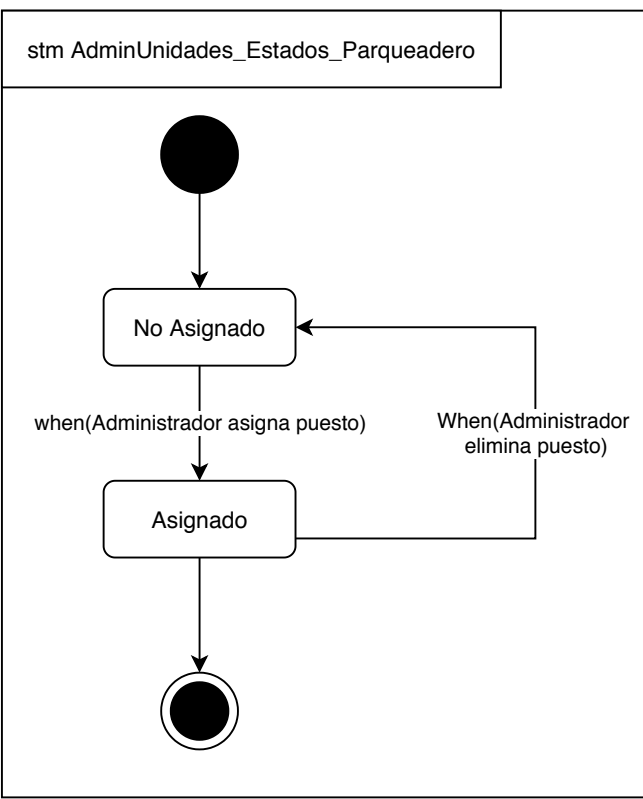 stm AdminUnidades_Estados_Parqueadero
No Asignado
when(Administrador asigna puesto)
When(Administrador
elimina puesto)
Asignado